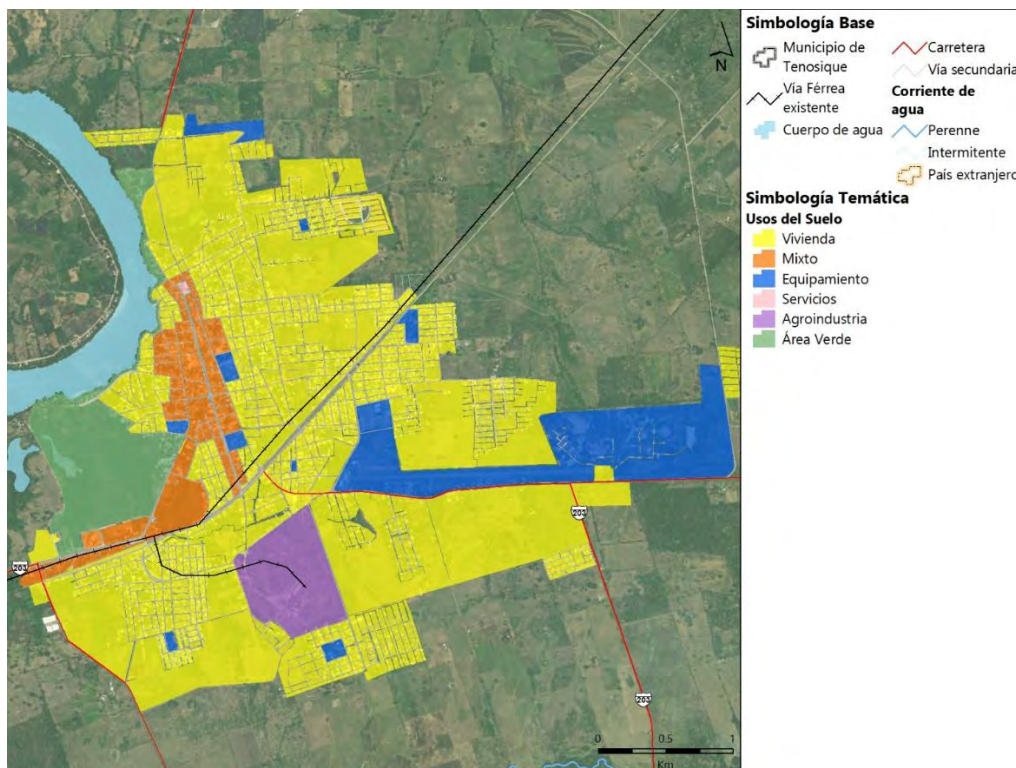 Simbología Base
Municipio de
Tenosique
Vía Férrea
existente
Cuerpo de agua
Carretera
Vía secundaria
Corriente de
agua
Perenne
Intermitente
País extranjero
Simbología Temática
Usos del Suelo
Vivienda
Mixto
Equipamiento
Servicios
Agroindustria
Área Verde
N
203
203
203
0 0.5 1
Km